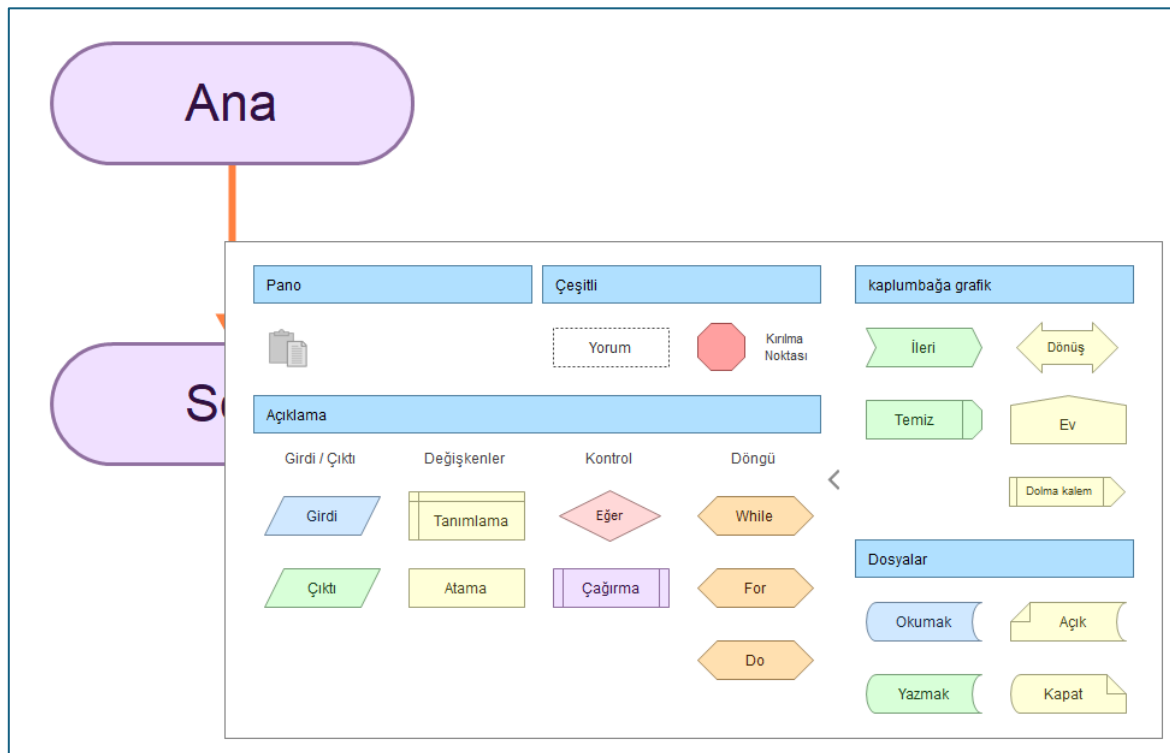 Ana
Pano
Çeşitli
Yorum
Kırılma
Noktası
Açıklama
Girdi / Çıktı
Değişkenler
Kontrol
Döngü
Girdi
Tanımlama
Eğer
While
Çıktı
Atama
Çağırma
For
Do
kaplumbağa grafik
İleri
Dönüş
Temiz
Ev
Dolma kalem
Dosyalar
Okumak
Açık
Yazmak
Kapat